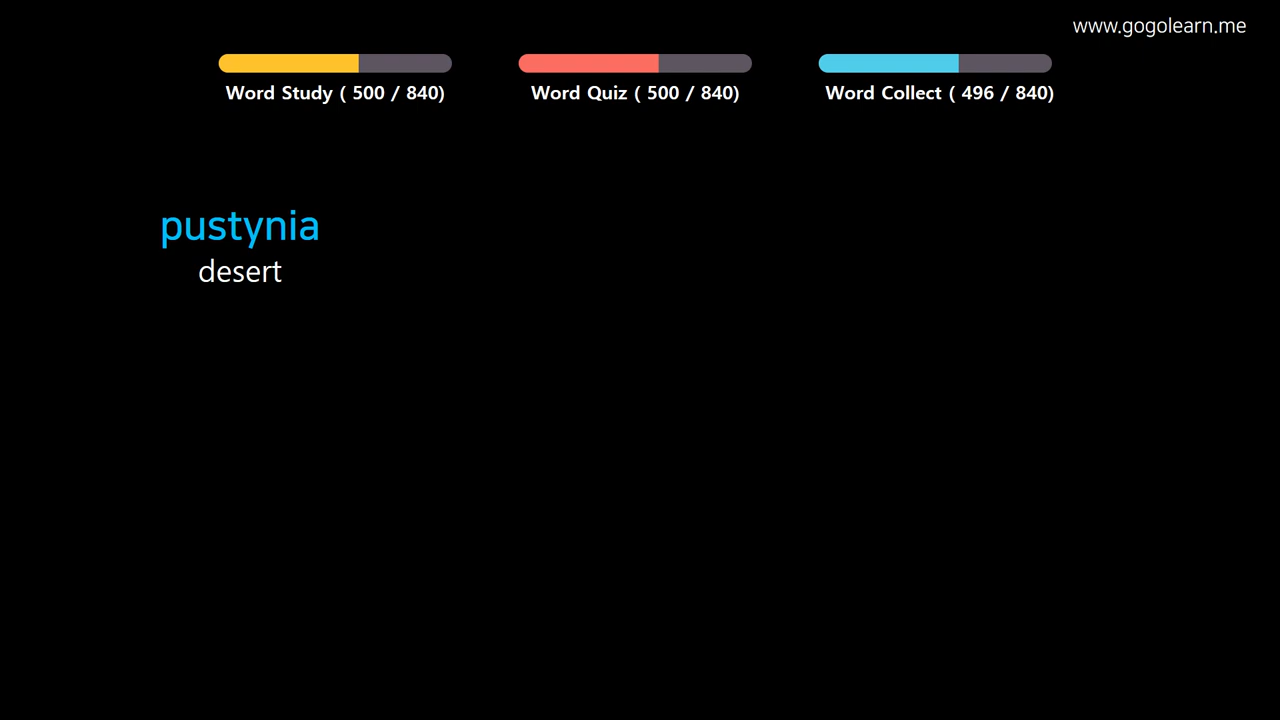 www.gogolearn.me
Word Study ( 500 / 840)
Word Quiz ( 500 / 840)
Word Collect ( 496 / 840)
pustynia
desert